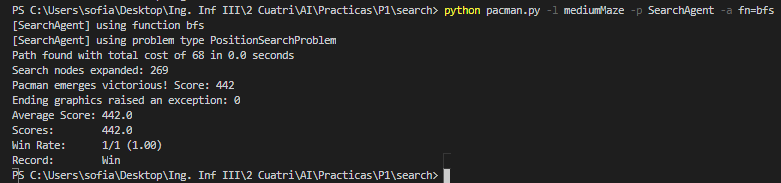 PS C:\Users\sofia\Desktop\Ing. Inf III\2 Cuatri\AI\Practicas\P1\search> python pacman.py -l mediumMaze -p SearchAgent -a fn=bfs
[SearchAgent] using function bfs
[SearchAgent] using problem type PositionSearchProblem
Path found with total cost of 68 in 0.0 seconds
Search nodes expanded: 269
Pacman emerges victorious! Score: 442
Ending graphics raised an exception: 0
Average Score: 442.0
Scores:        442.0
Win Rate:      1/1 (1.00)
Record:        Win
PS C:\Users\sofia\Desktop\Ing. Inf III\2 Cuatri\AI\Practicas\P1\search>